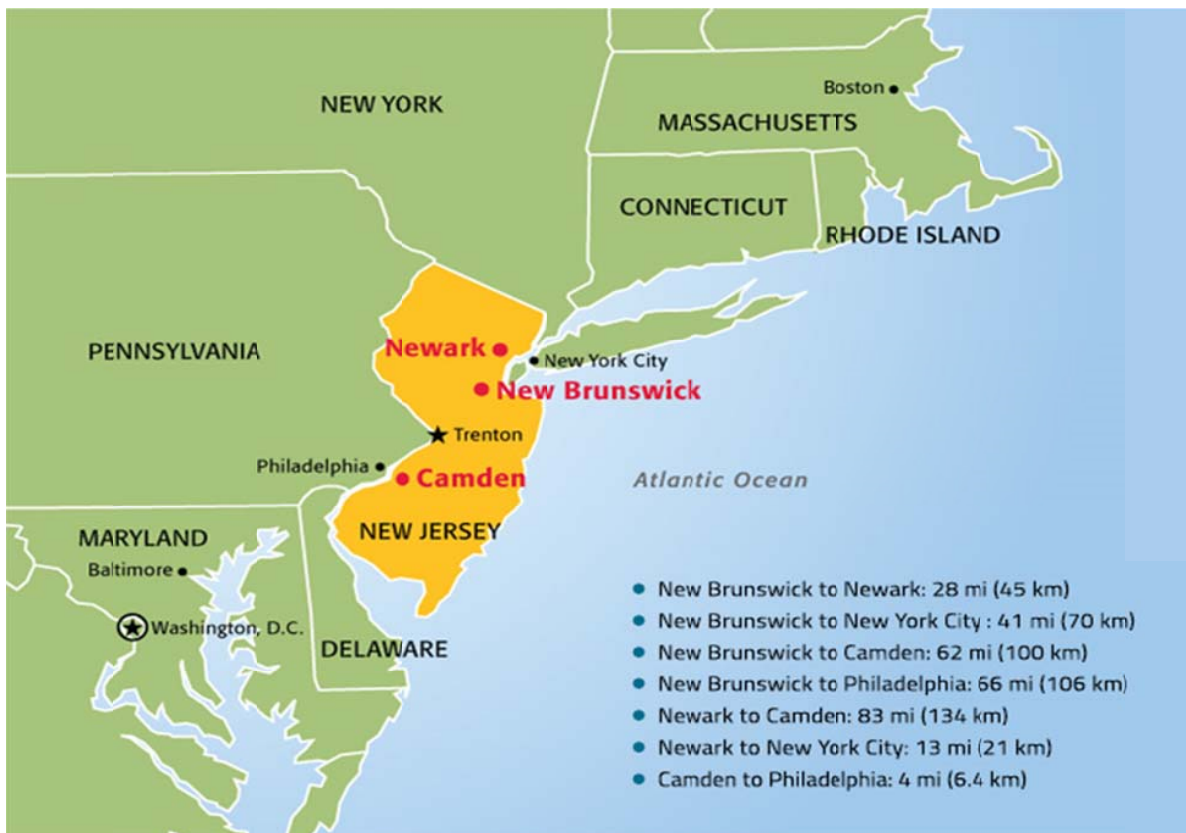 Boston
NEW YORK
MASSACHUSETTS
CONNECTICUT
RHODE ISLAND
PENNSYLVANIA
Newark
New York City
New Brunswick
Trenton
Philadelphia
Camden
Atlantic Ocean
NEW JERSEY
MARYLAND
Baltimore
Washington, D.C.
DELAWARE
New Brunswick to Newark: 28 mi (45 km)
New Brunswick to New York City : 41 mi (70 km)
New Brunswick to Camden: 62 mi (100 km)
New Brunswick to Philadelphia: 66 mi (106 km)
Newark to Camden: 83 mi (134 km)
Newark to New York City: 13 mi (21 km)
Camden to Philadelphia: 4 mi (6.4 km)